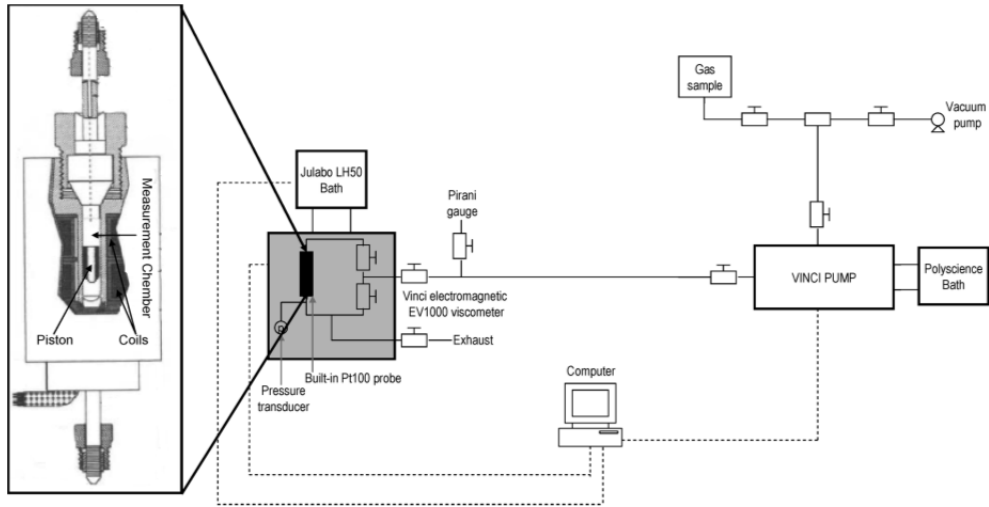 Measurement Chember
Piston
Coils
Julabo LH50
Bath
Pirani
gauge
Gas
sample
Vacuum
pump
Vinci electromagnetic
EV1000 viscometer
VINCI PUMP
Polyscience
Bath
Exhaust
Built-in Pt100 probe
Pressure
transducer
Computer